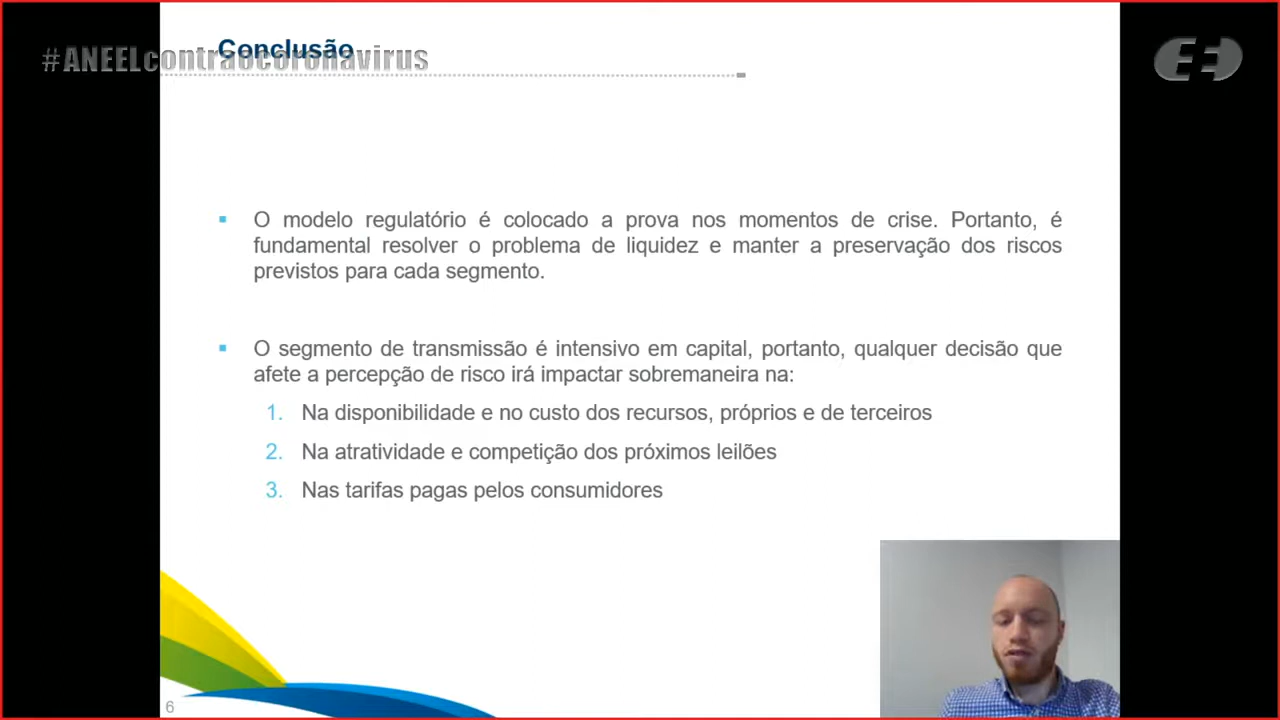 Conclusão
#ANEELcontraocoronavirus
O modelo regulatório é colocado a prova nos momentos de crise. Portanto, é
fundamental resolver o problema de liquidez e manter a preservação dos riscos
previstos para cada segmento.
O segmento de transmissão é intensivo em capital, portanto, qualquer decisão que
afete a percepção de risco irá impactar sobremaneira na:
1. Na disponibilidade e no custo dos recursos, próprios e de terceiros
2. Na atratividade e competição dos próximos leilões
3. Nas tarifas pagas pelos consumidores
6